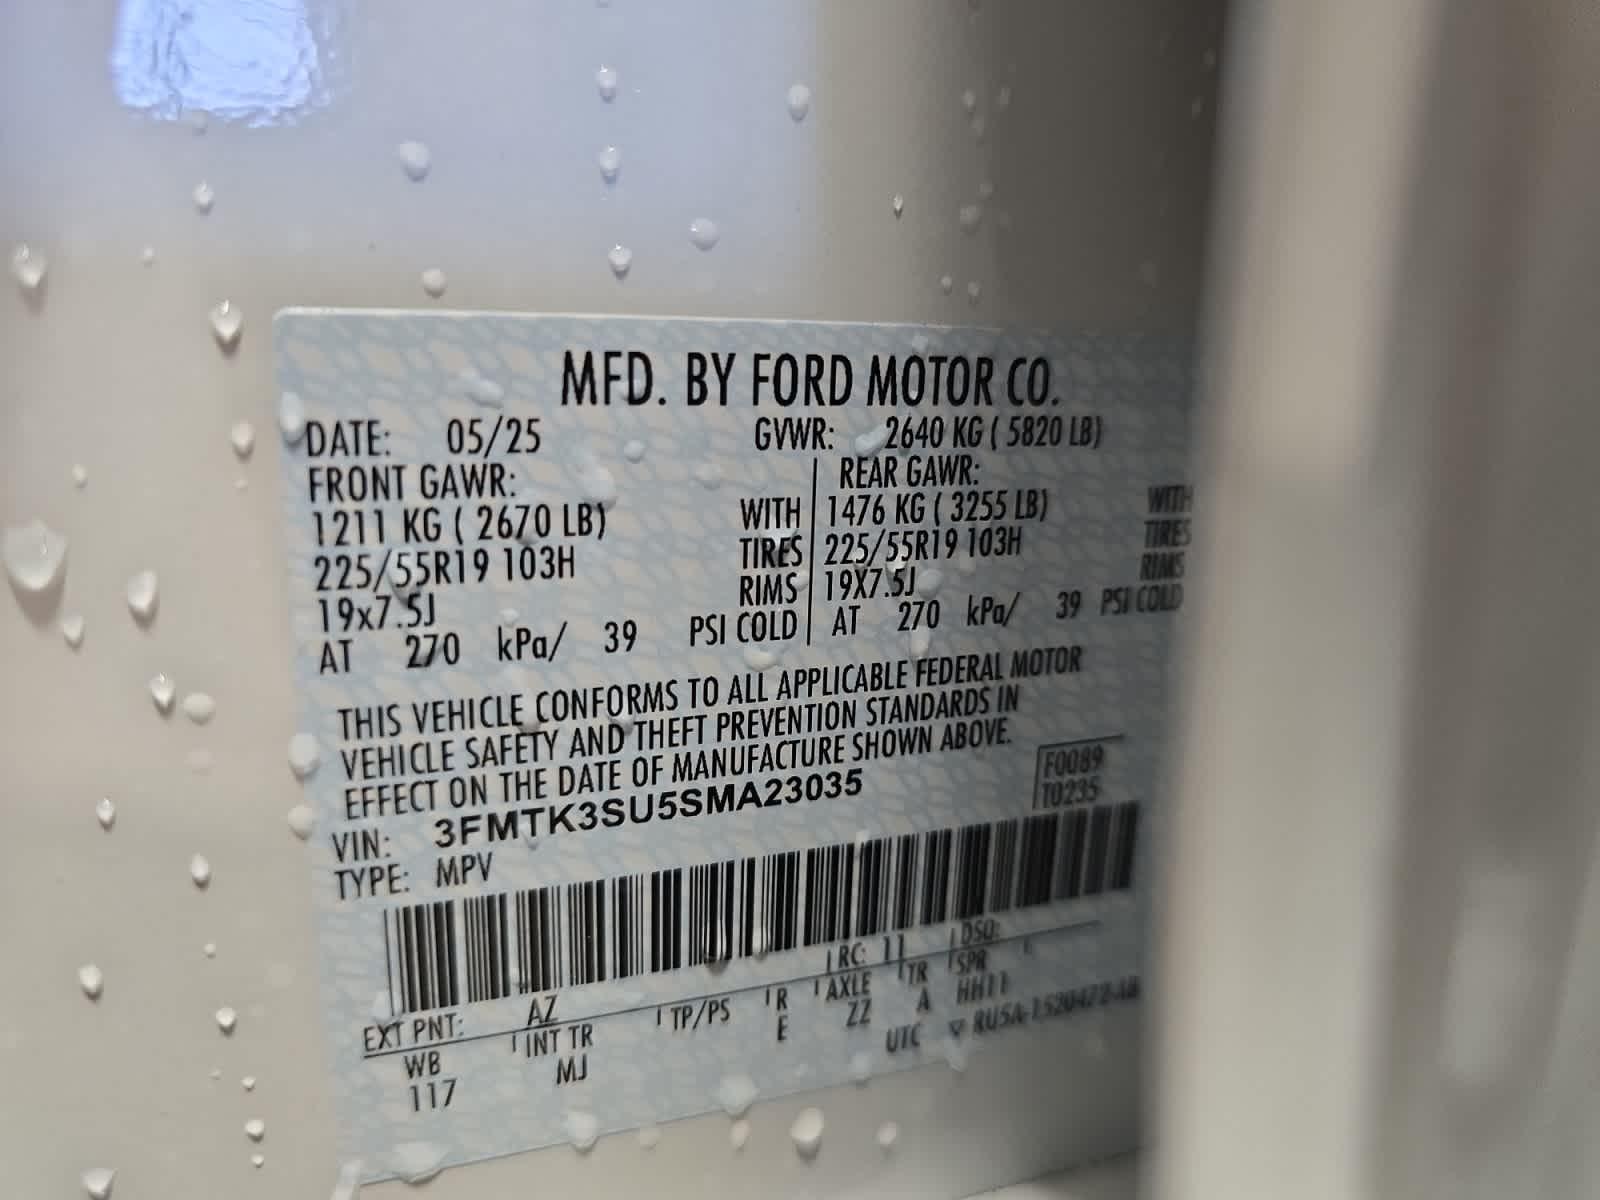 MFD. BY FORD MOTOR CO.
DATE: 05/25 GVWR: 2640 KG ( 5820 LB)
FRONT GAWR: REAR GAWR:
1211 KG ( 2670 LB) WITH 1476 KG ( 3255 LB) WITH
225/55R19 103H TIRES 225/55R19 103H TIRES
19x7.5J RIMS 19X7.5J RIMS
AT 270 kPa/ 39 PSI COLD AT 270 kPa/ 39 PSI COLD
THIS VEHICLE CONFORMS TO ALL APPLICABLE FEDERAL MOTOR
VEHICLE SAFETY AND THEFT PREVENTION STANDARDS IN
EFFECT ON THE DATE OF MANUFACTURE SHOWN ABOVE.
F0089
T0235
VIN: 3FMTK3SU5SMA23035
TYPE: MPV
RC: 11 DSO:
EXT PNT: AZ
INT TR TP/PS R AXLE TR SPR
WB MJ E ZZ A HH11
117
UTC